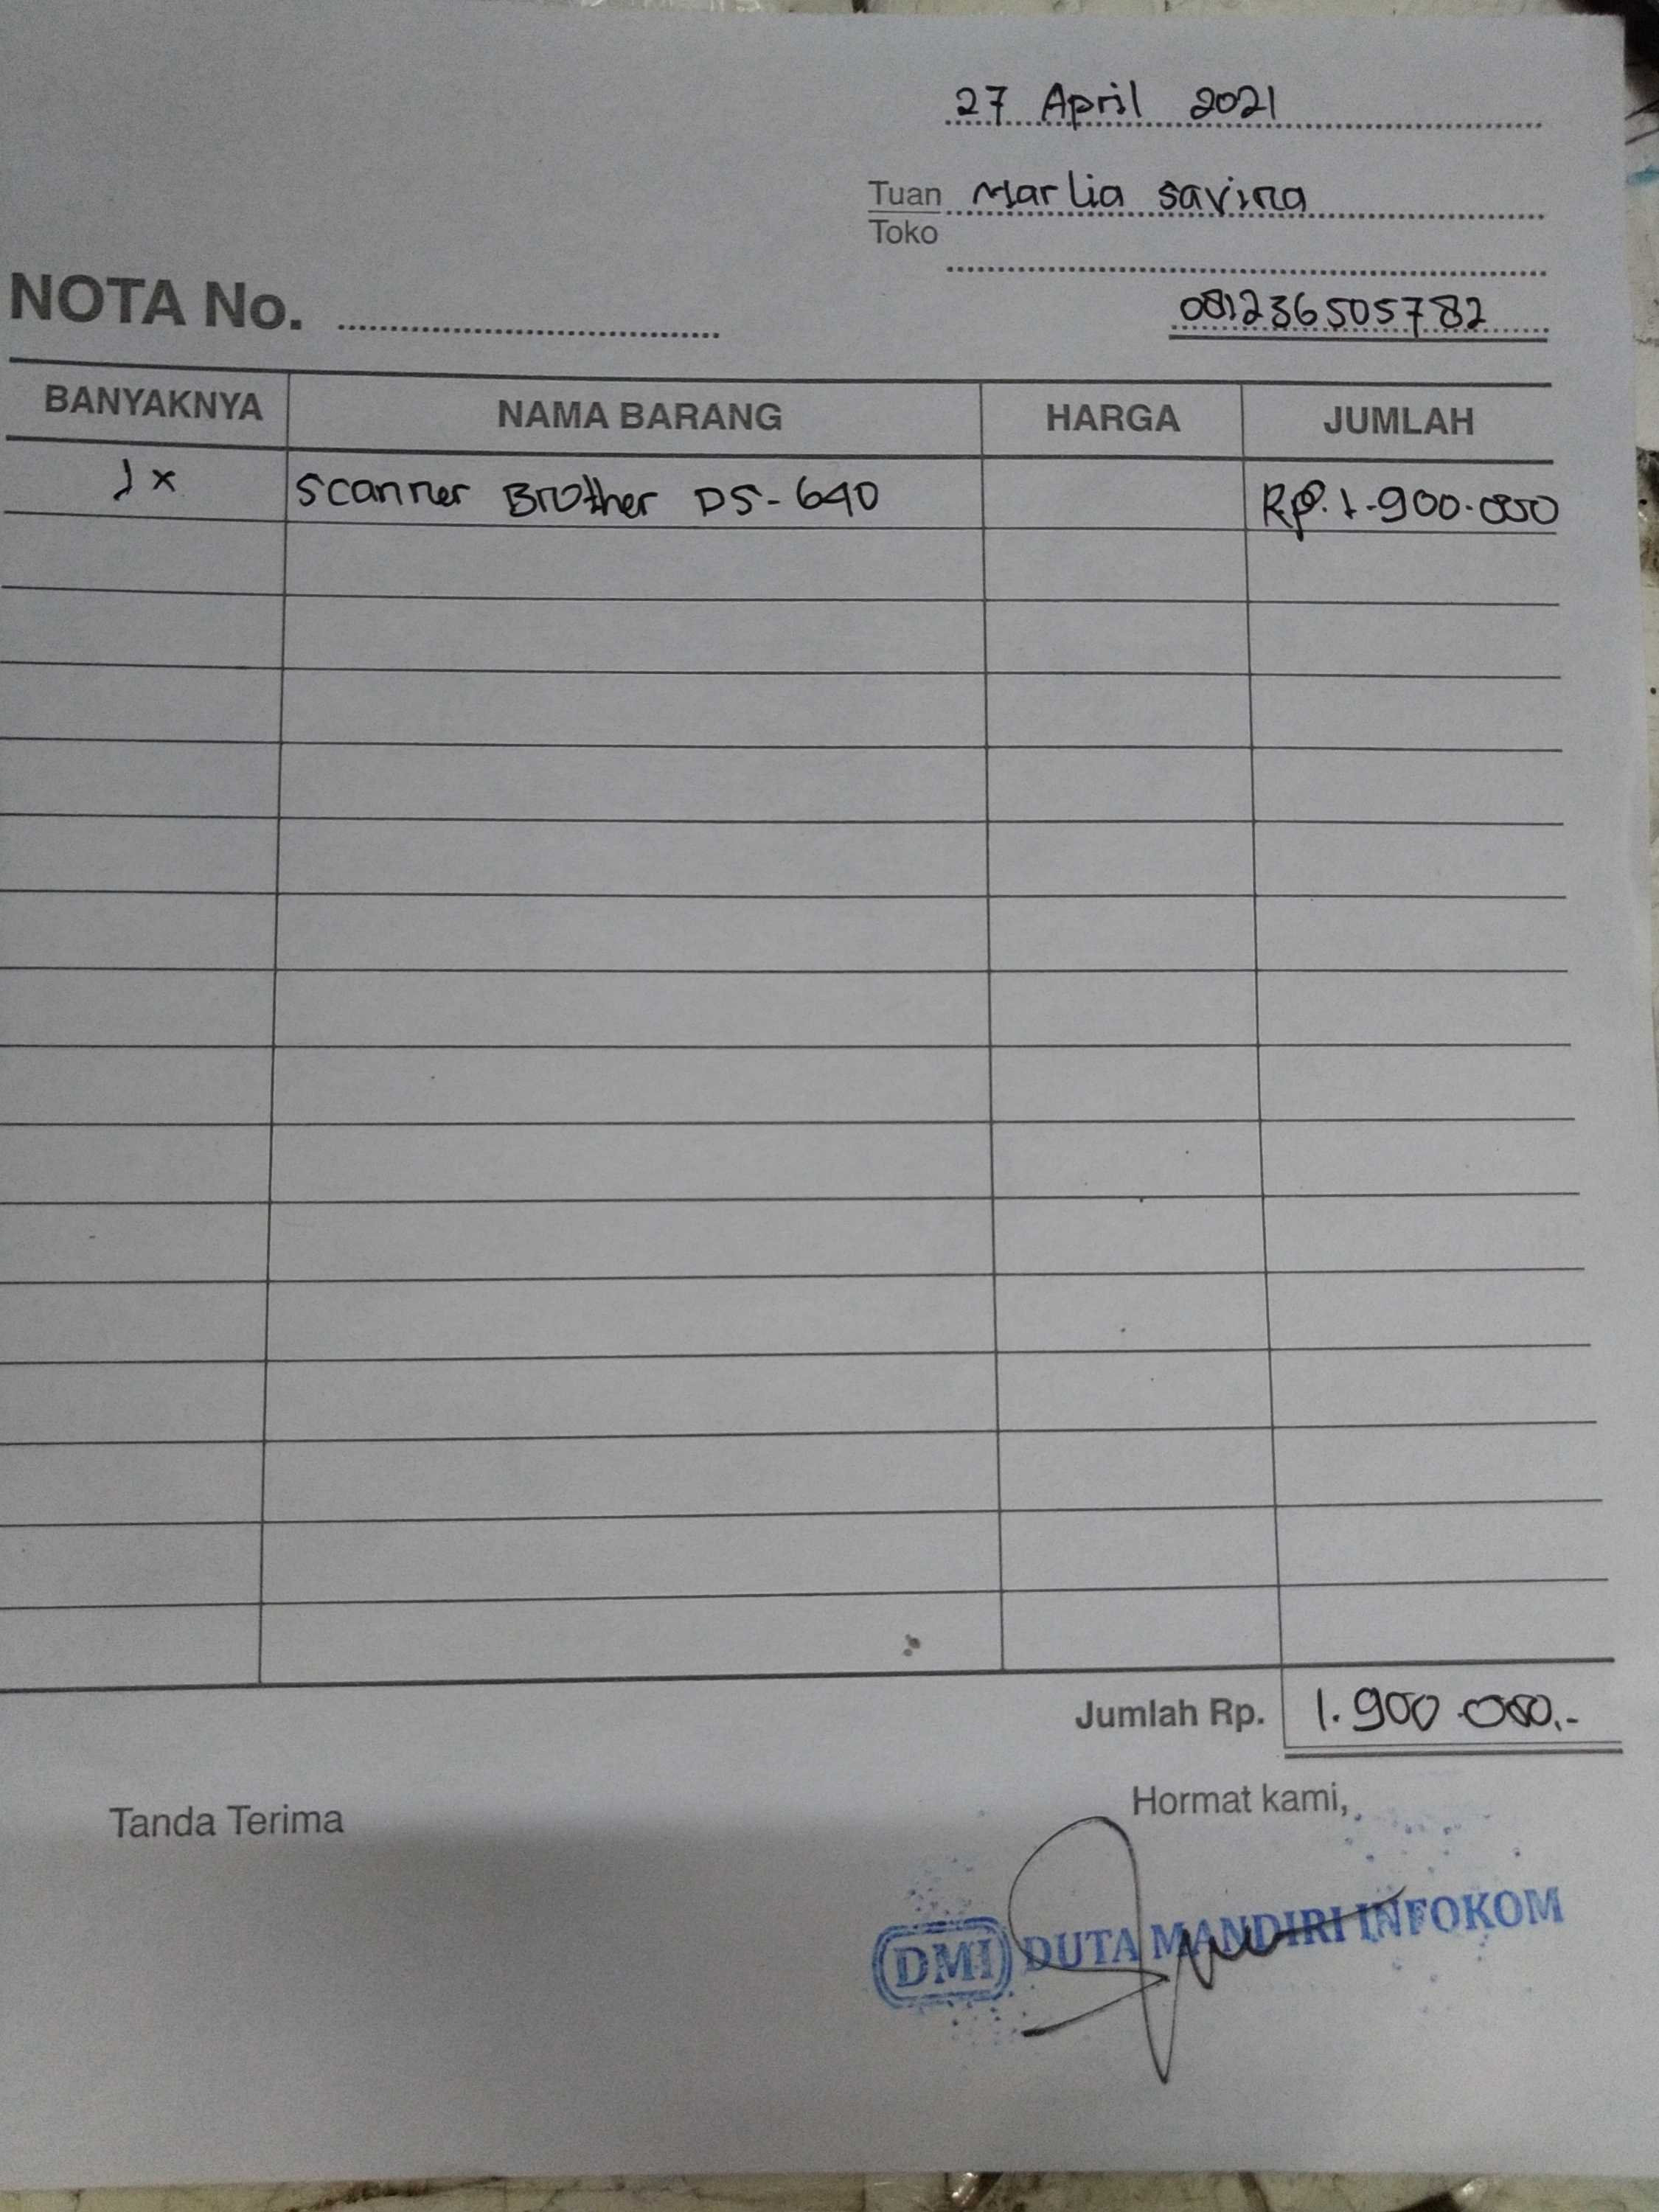 27 April 2021
Tuan Marlia Savina
Toko
NOTA No.
081236505782
BANYAKNYA NAMA BARANG HARGA JUMLAH
1x Scanner Brother DS-640 Rp. 1.900.000
Jumlah Rp. 1.900.000.-
Tanda Terima
Hormat kami,
DMI DUTA MANDIRI INFOKOM